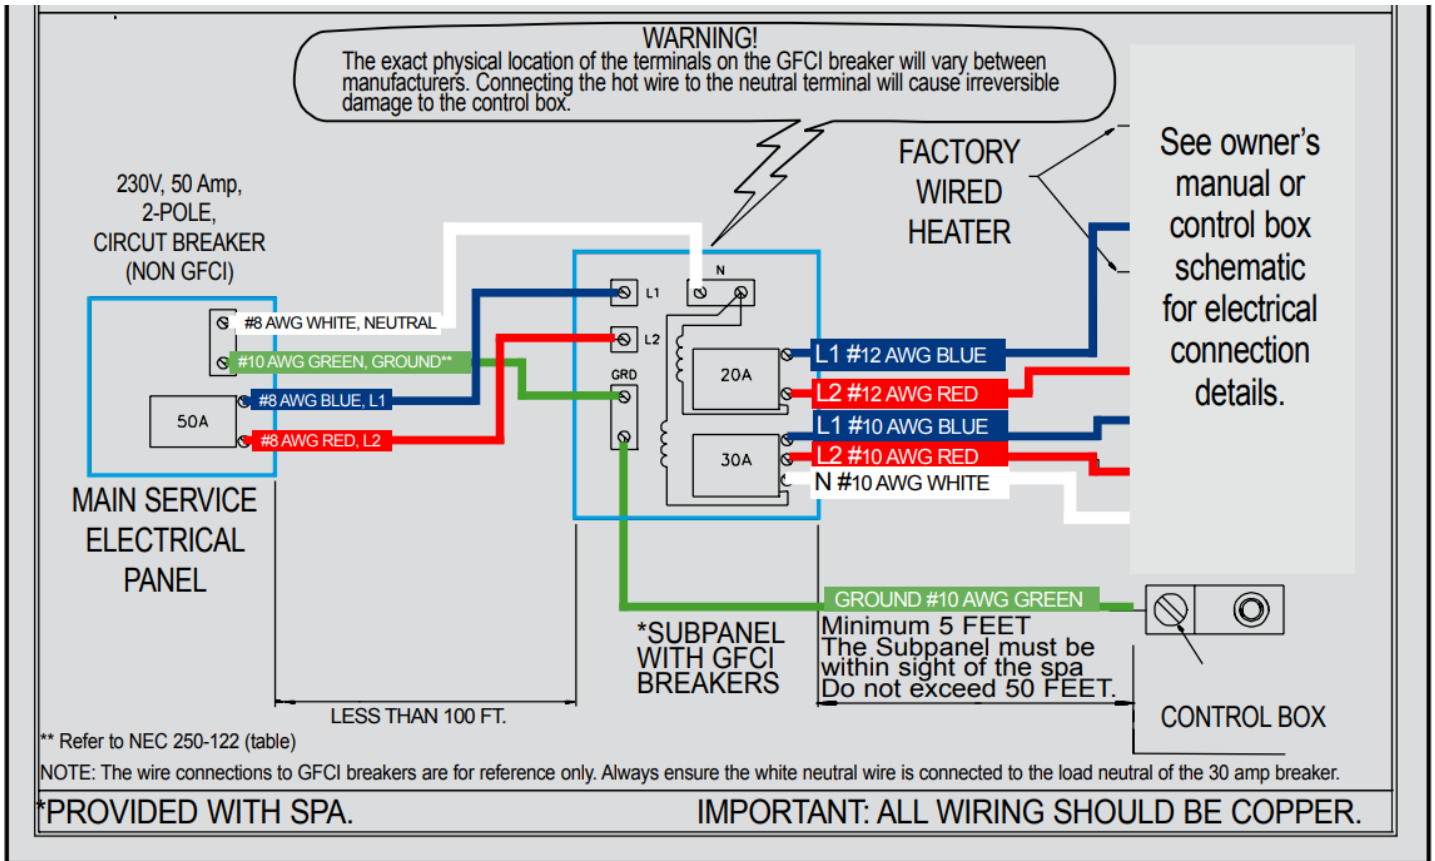 WARNING!
The exact physical location of the terminals on the GFCI breaker will vary between
manufacturers. Connecting the hot wire to the neutral terminal will cause irreversible
damage to the control box.
FACTORY
WIRED
HEATER
See owner's
manual or
control box
schematic
for electrical
connection
details.
230V, 50 Amp,
2-POLE,
CIRCUT BREAKER
(NON GFCI)
#8 AWG WHITE, NEUTRAL
#10 AWG GREEN, GROUND**
#8 AWG BLUE, L1
#8 AWG RED, L2
50A
MAIN SERVICE
ELECTRICAL
PANEL
N
L1
L2
GRD
20A
30A
L1 #12 AWG BLUE
L2 #12 AWG RED
L1 #10 AWG BLUE
L2 #10 AWG RED
N #10 AWG WHITE
GROUND #10 AWG GREEN
*SUBPANEL
WITH GFCI
BREAKERS
Minimum 5 FEET
The Subpanel must be
within sight of the spa
Do not exceed 50 FEET.
LESS THAN 100 FT.
CONTROL BOX
** Refer to NEC 250-122 (table)
NOTE: The wire connections to GFCI breakers are for reference only. Always ensure the white neutral wire is connected to the load neutral of the 30 amp breaker.
*PROVIDED WITH SPA.
IMPORTANT: ALL WIRING SHOULD BE COPPER.